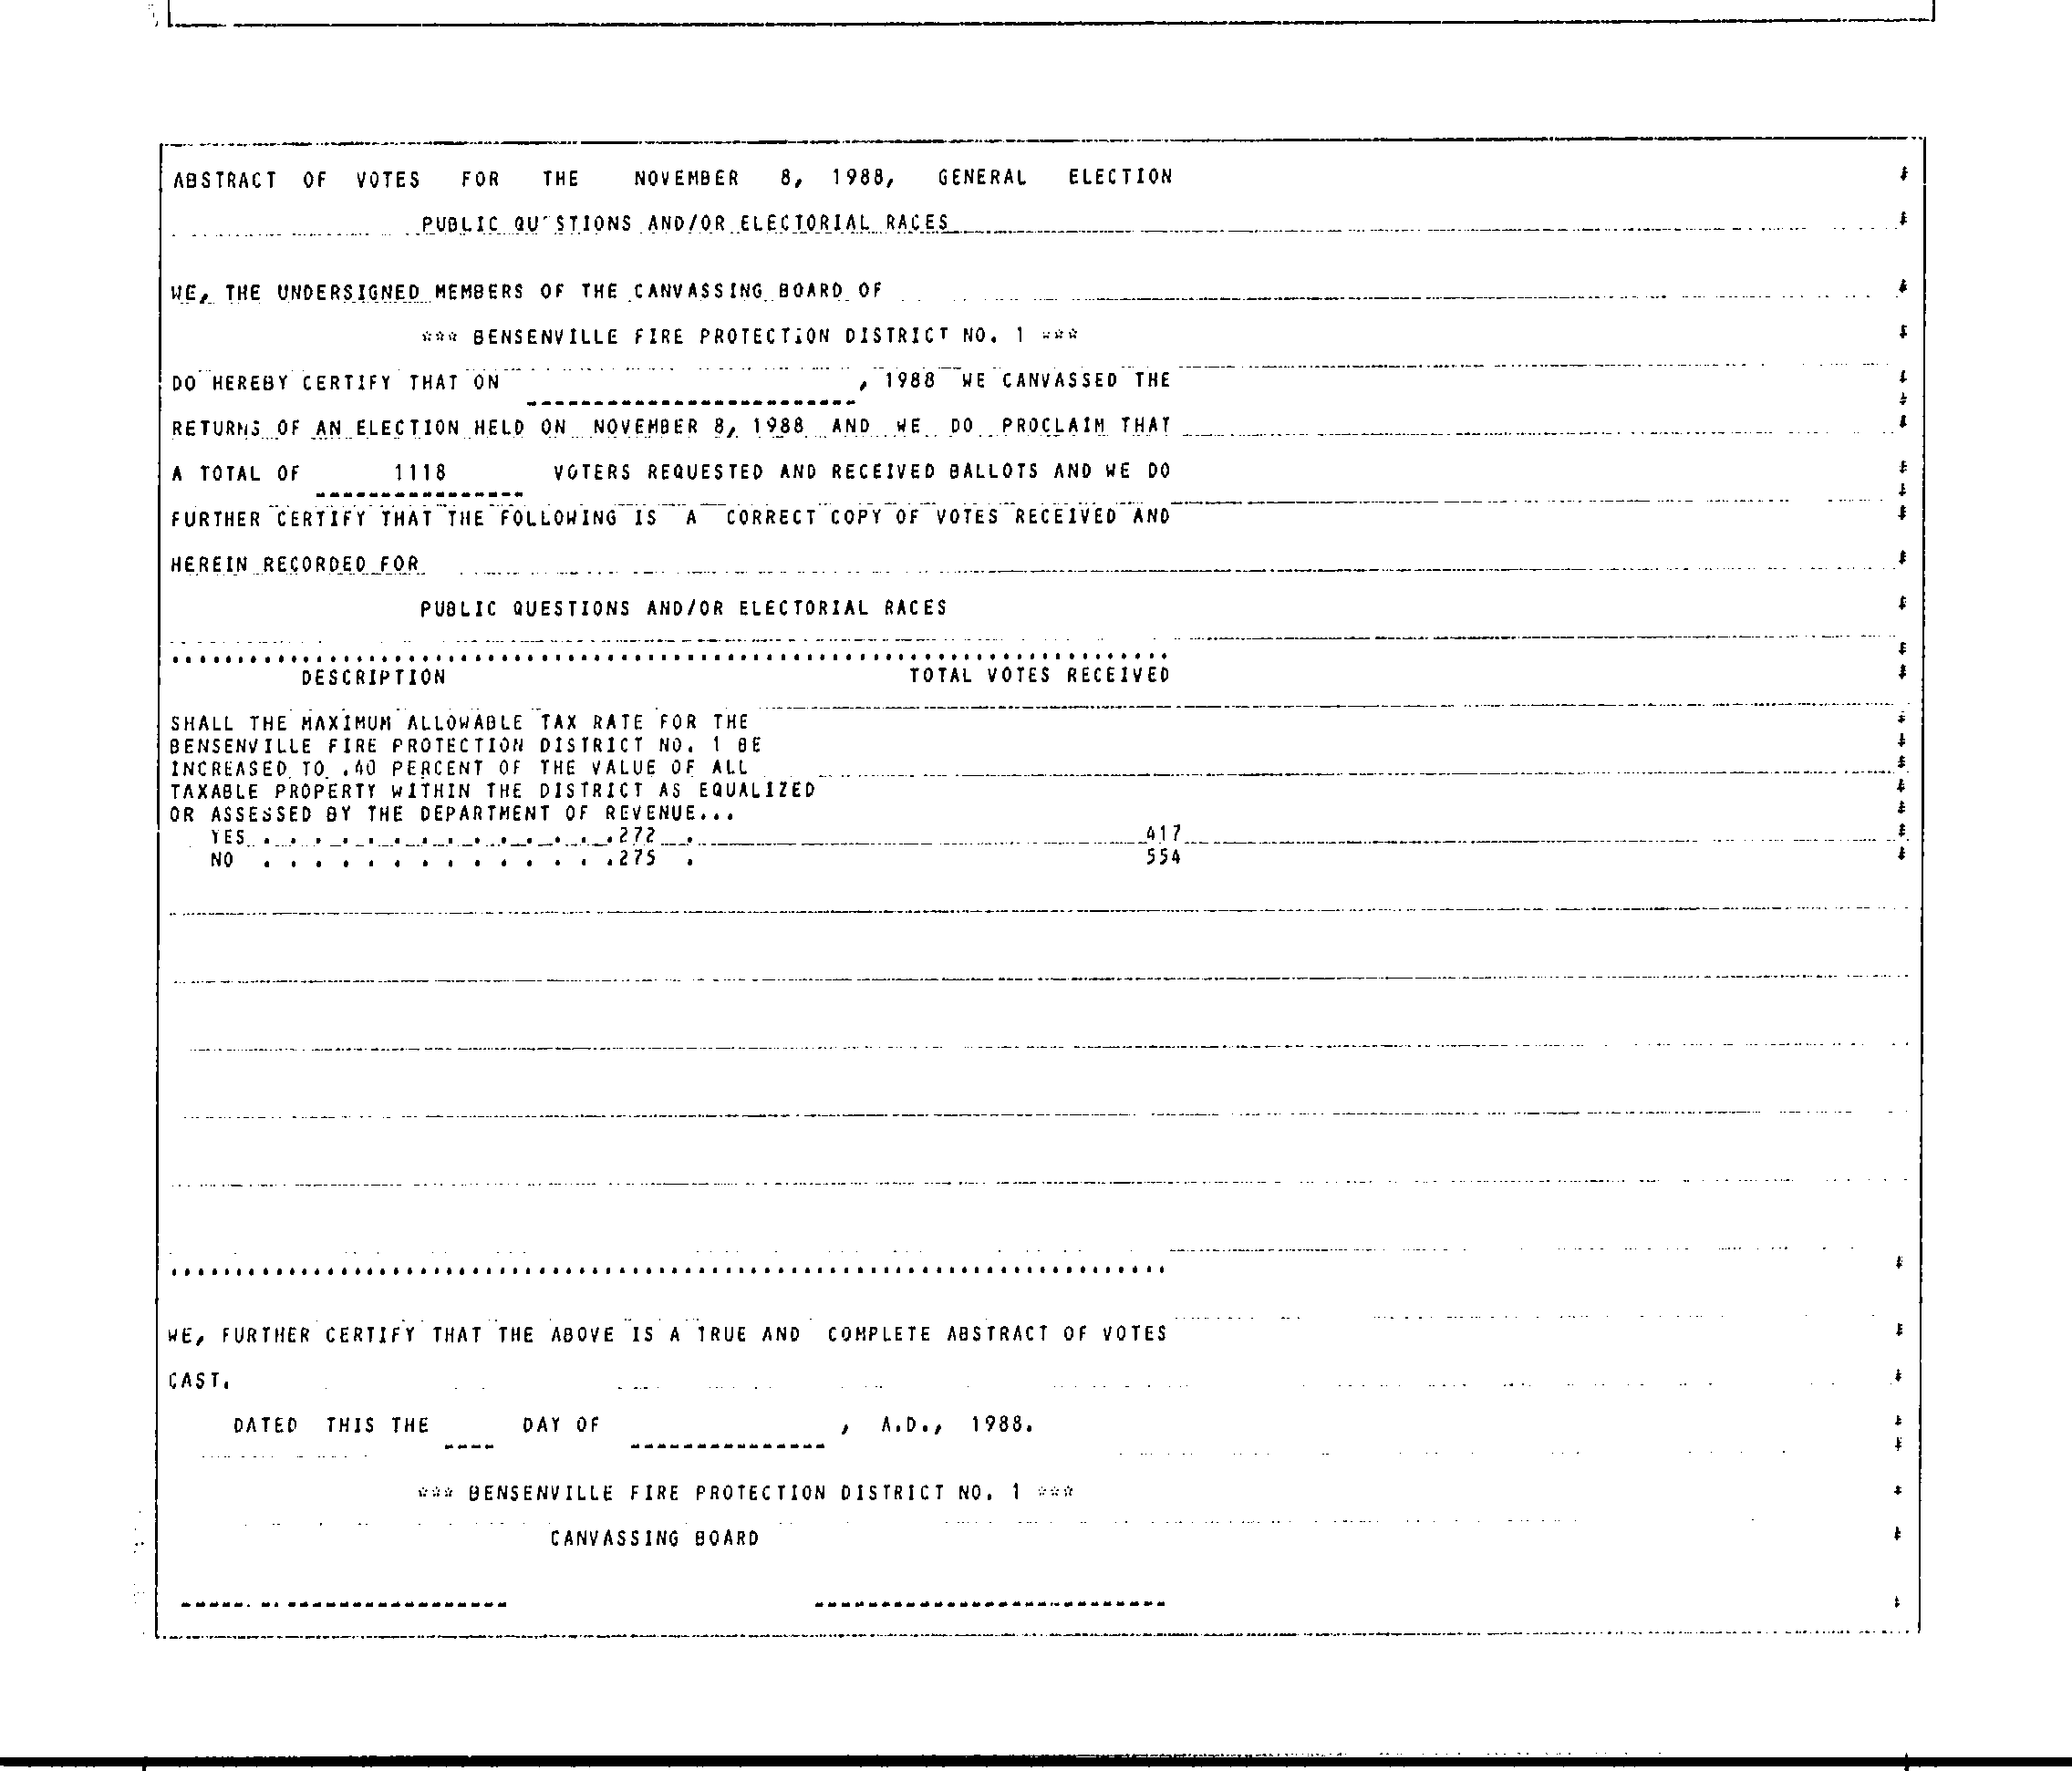 ABSTRACT OF VOTES FOR THE NOVEMBER 8, 1988, GENERAL ELECTION
PUBLIC QU STIONS AND/OR ELECTORIAL RACES
WE, THE UNDERSIGNED MEMBERS OF THE CANVASSING BOARD OF
*** BENSENVILLE FIRE PROTECTION DISTRICT NO. 1 ***
DO HEREBY CERTIFY THAT ON , 1988 WE CANVASSED THE
RETURNS OF AN ELECTION HELD ON NOVEMBER 8, 1988 AND WE DO PROCLAIM THAT
A TOTAL OF 1118 VOTERS REQUESTED AND RECEIVED BALLOTS AND WE DO
FURTHER CERTIFY THAT THE FOLLOWING IS A CORRECT COPY OF VOTES RECEIVED AND
HEREIN RECORDED FOR
PUBLIC QUESTIONS AND/OR ELECTORIAL RACES
DESCRIPTION TOTAL VOTES RECEIVED
SHALL THE MAXIMUM ALLOWABLE TAX RATE FOR THE
BENSENVILLE FIRE PROTECTION DISTRICT NO. 1 BE
INCREASED TO .40 PERCENT OF THE VALUE OF ALL
TAXABLE PROPERTY WITHIN THE DISTRICT AS EQUALIZED
OR ASSESSED BY THE DEPARTMENT OF REVENUE...
YES . . . . . . . . . . . . . .272 . 417
NO . . . . . . . . . . . . . .275 . 554
WE, FURTHER CERTIFY THAT THE ABOVE IS A TRUE AND COMPLETE ABSTRACT OF VOTES
CAST.
DATED THIS THE ---- DAY OF --------------- , A.D., 1988.
*** BENSENVILLE FIRE PROTECTION DISTRICT NO. 1 ***
CANVASSING BOARD